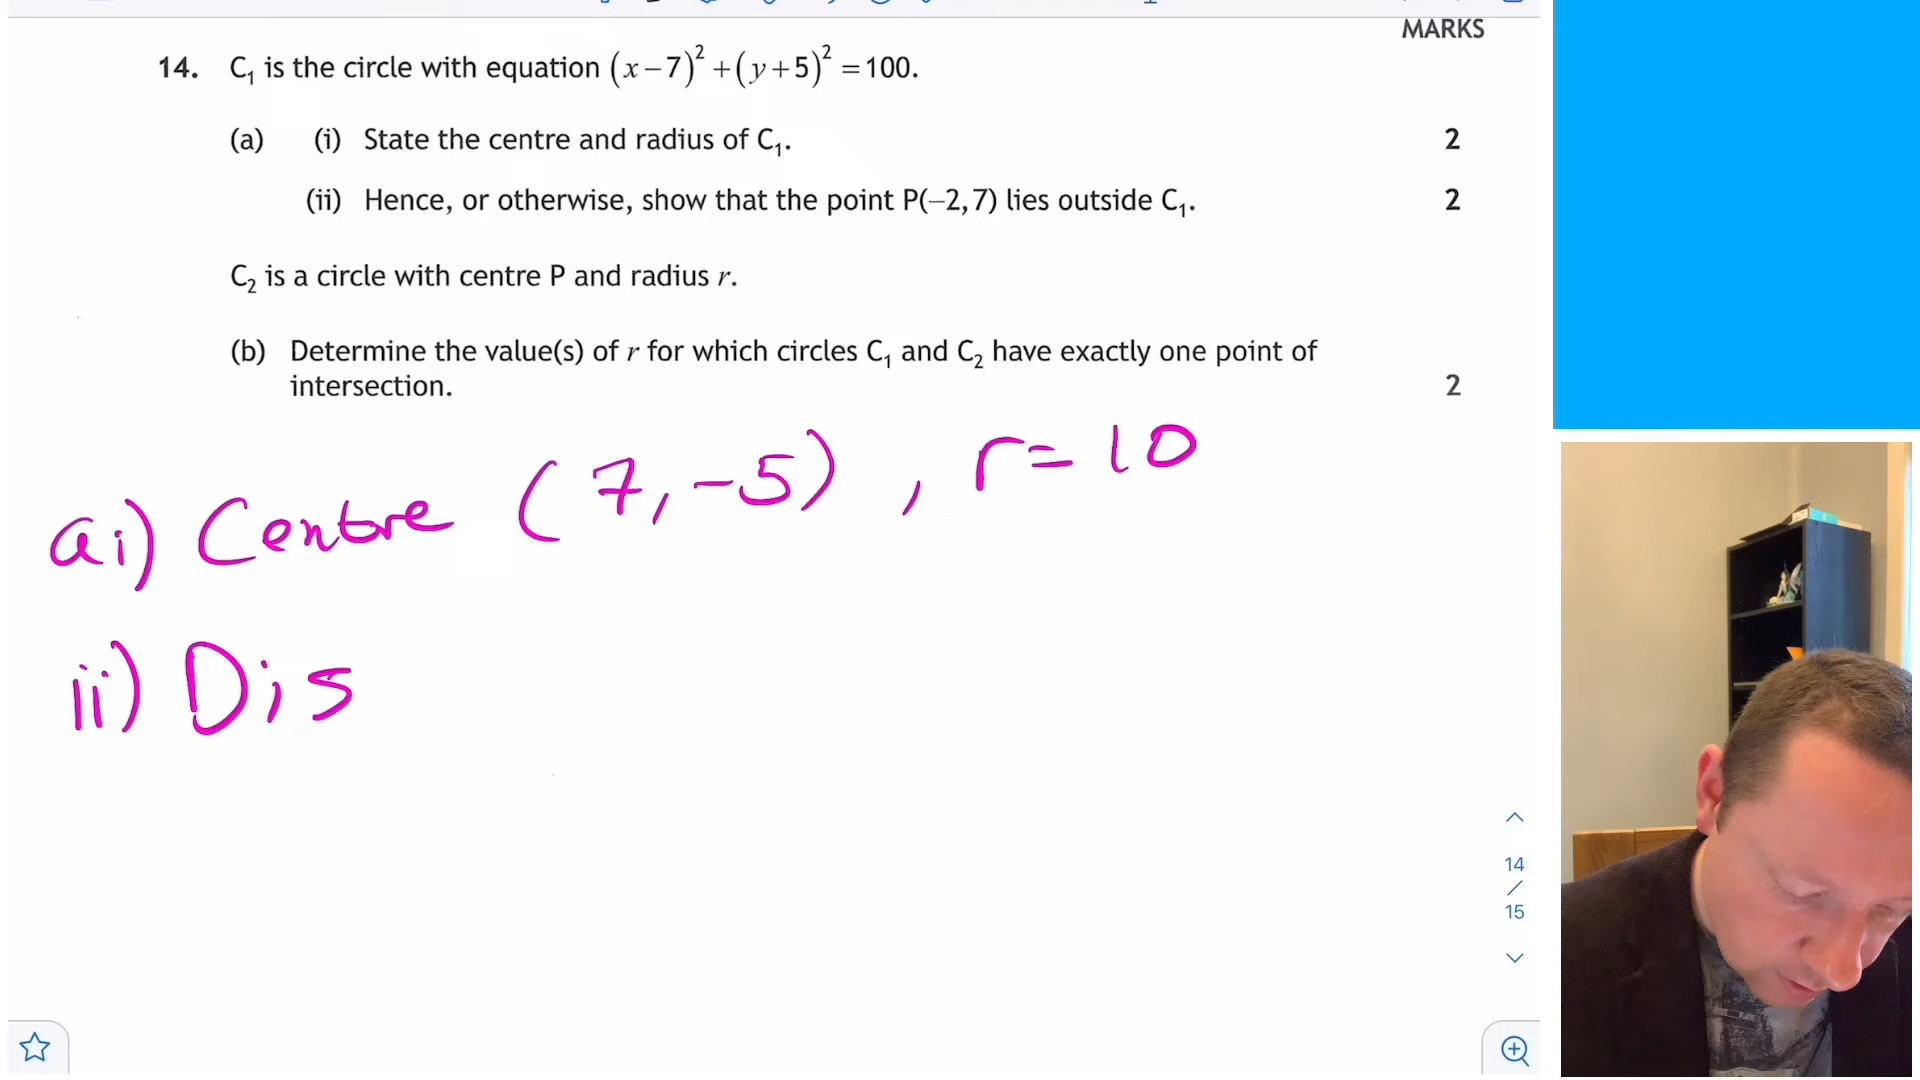 MARKS
14. C₁ is the circle with equation (x−7)² + (y+5)² = 100.
(a) (i) State the centre and radius of C₁. 2
(ii) Hence, or otherwise, show that the point P(−2,7) lies outside C₁. 2
C₂ is a circle with centre P and radius r.
(b) Determine the value(s) of r for which circles C₁ and C₂ have exactly one point of
intersection. 2
ai) Centre (7,-5) , r=10
ii) Dis
14
/
15